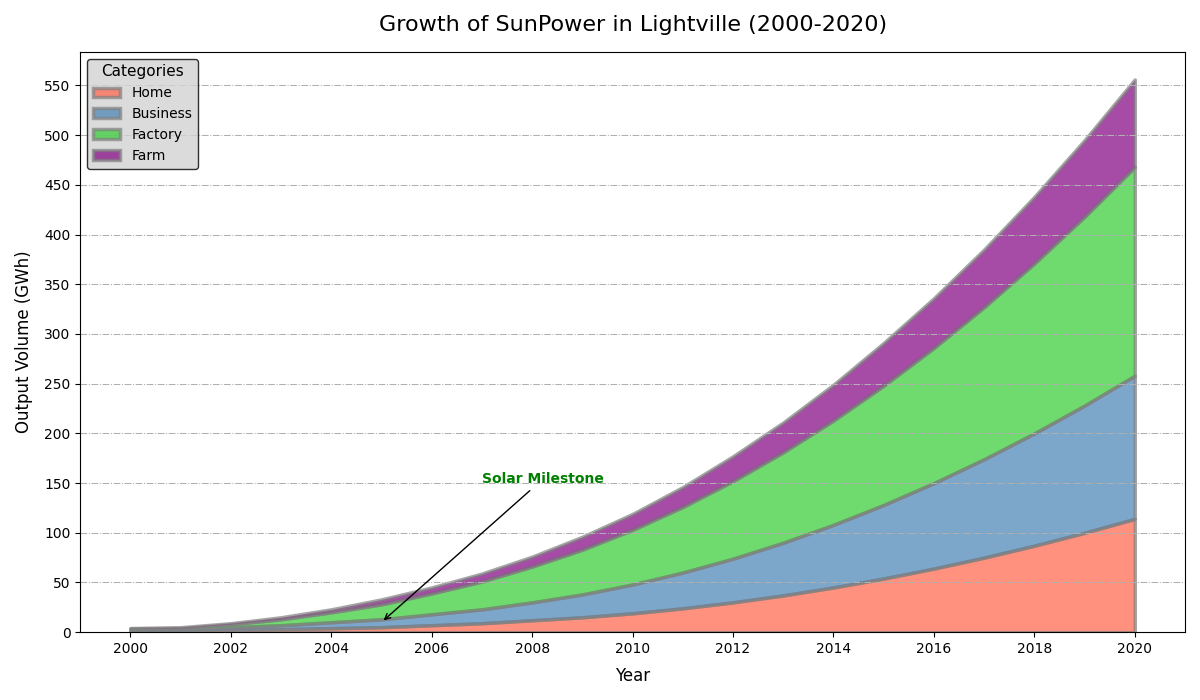 Growth of SunPower in Lightville (2000-2020)
Categories
Home
Business
Factory
Farm
550
500
450
400
350
300
250
200
150
100
50
0
Output Volume (GWh)
Solar Milestone
2000 2002 2004 2006 2008 2010 2012 2014 2016 2018 2020
Year